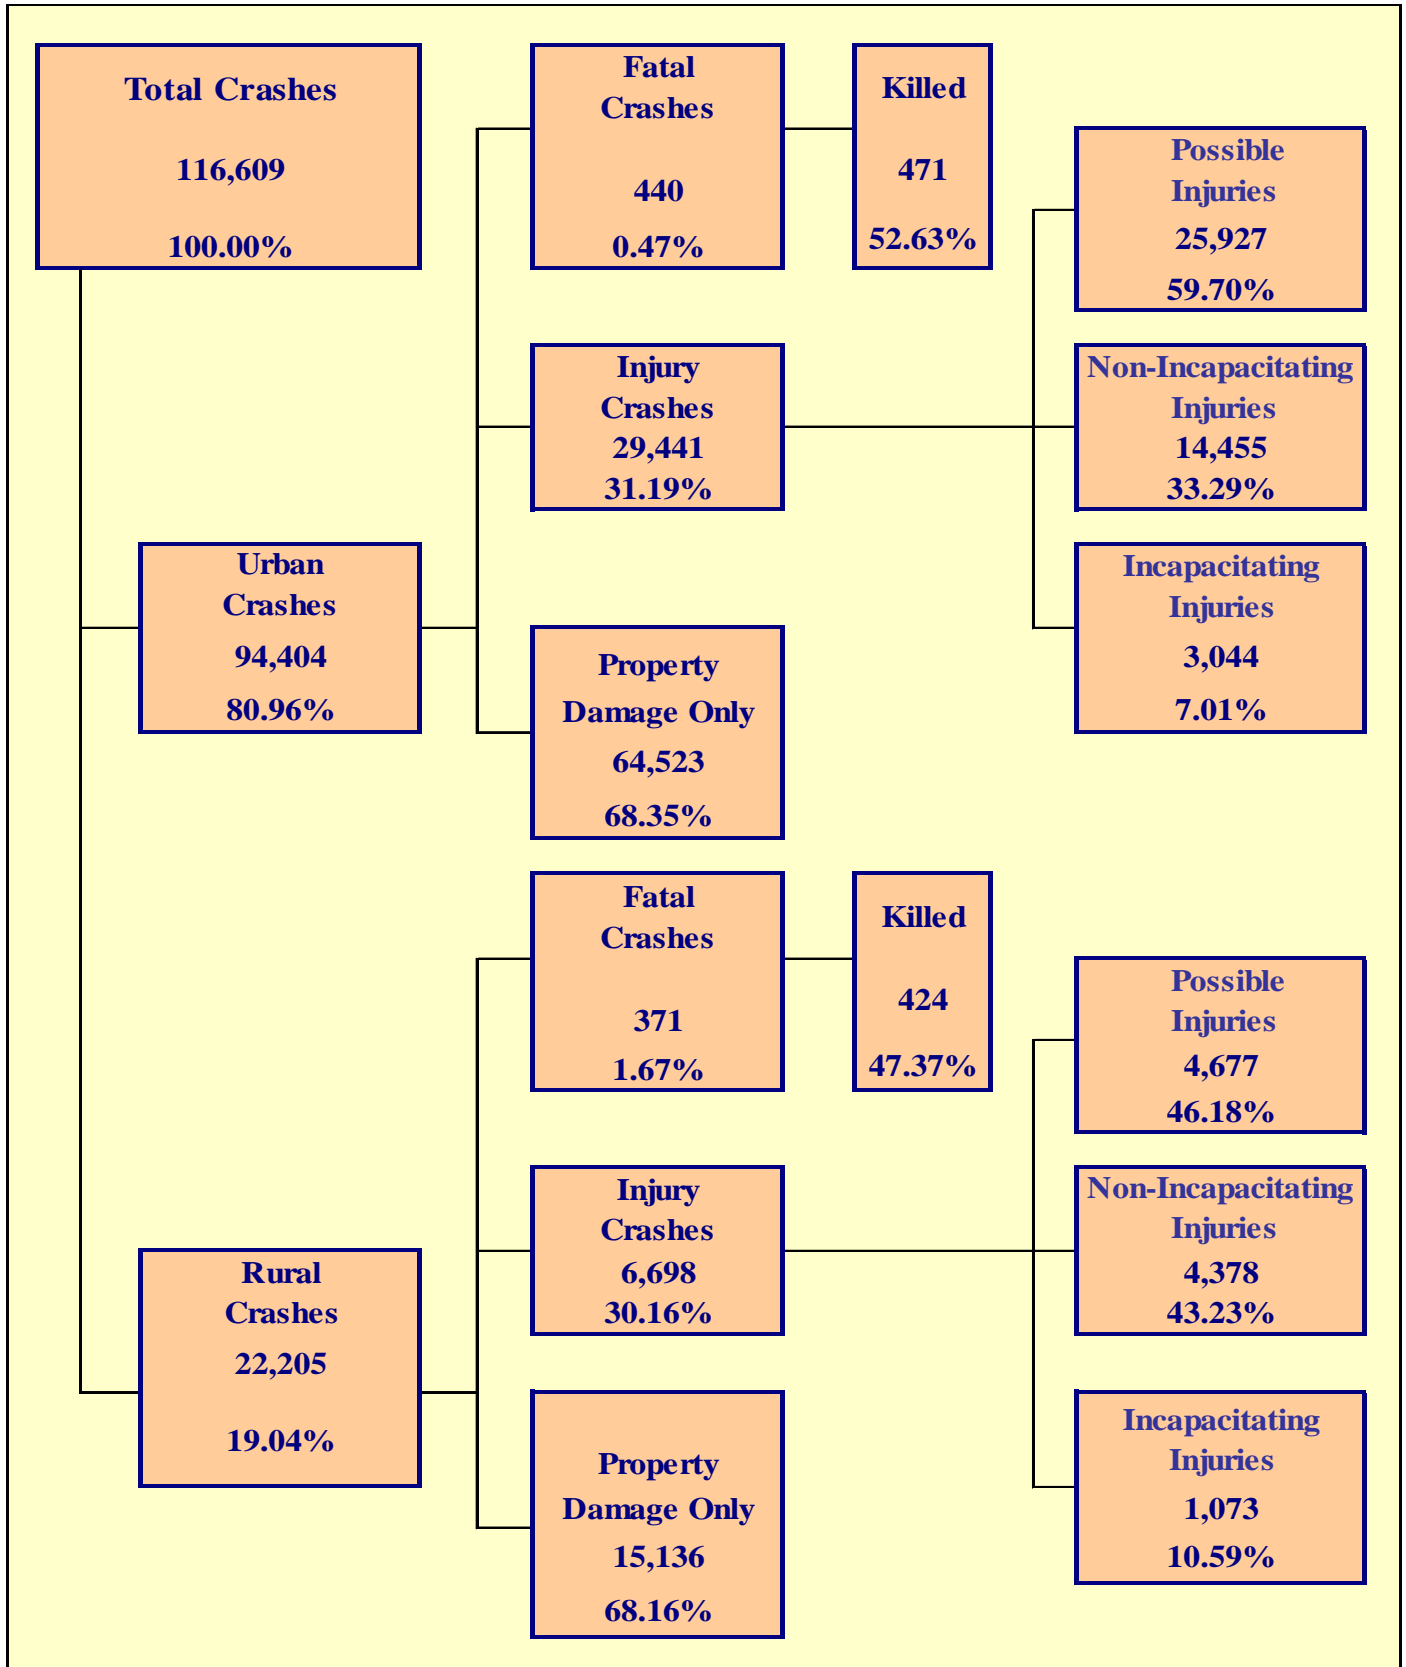 Total Crashes
116,609
100.00%
Fatal
Crashes
440
0.47%
Killed
471
52.63%
Possible
Injuries
25,927
59.70%
Injury
Crashes
29,441
31.19%
Non-Incapacitating
Injuries
14,455
33.29%
Urban
Crashes
94,404
80.96%
Incapacitating
Injuries
3,044
7.01%
Property
Damage Only
64,523
68.35%
Fatal
Crashes
371
1.67%
Killed
424
47.37%
Possible
Injuries
4,677
46.18%
Injury
Crashes
6,698
30.16%
Non-Incapacitating
Injuries
4,378
43.23%
Rural
Crashes
22,205
19.04%
Property
Damage Only
15,136
68.16%
Incapacitating
Injuries
1,073
10.59%